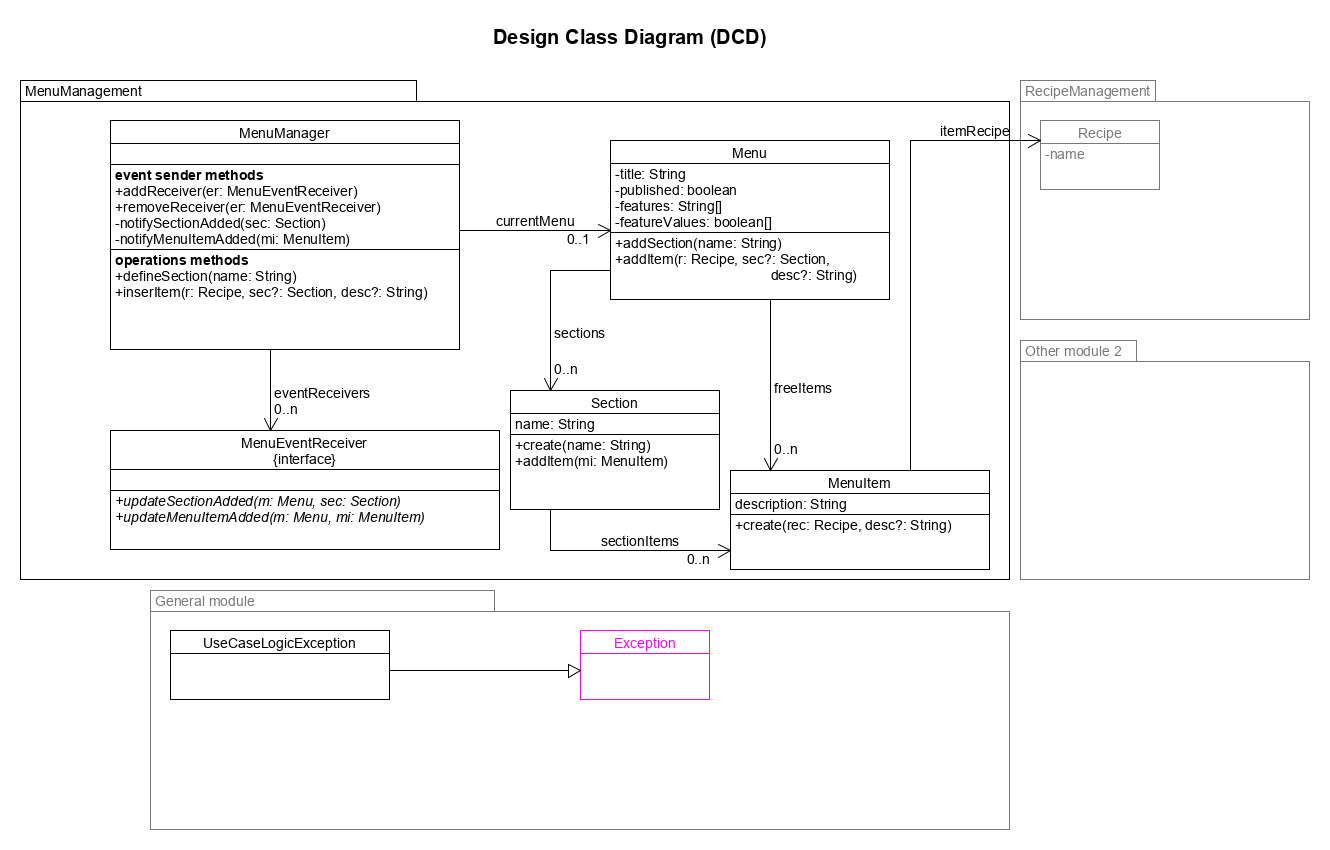 Design Class Diagram (DCD)
MenuManagement
MenuManager
event sender methods
+addReceiver(er: MenuEventReceiver)
+removeReceiver(er: MenuEventReceiver)
-notifySectionAdded(sec: Section)
-notifyMenuItemAdded(mi: MenuItem)
operations methods
+defineSection(name: String)
+inserItem(r: Recipe, sec?: Section, desc?: String)
currentMenu
0..1
Menu
-title: String
-published: boolean
-features: String[]
-featureValues: boolean[]
+addSection(name: String)
+addItem(r: Recipe, sec?: Section,
desc?: String)
itemRecipe
eventReceivers
0..n
sections
0..n
freeItems
0..n
MenuEventReceiver
{interface}
+updateSectionAdded(m: Menu, sec: Section)
+updateMenuItemAdded(m: Menu, mi: MenuItem)
Section
name: String
+create(name: String)
+addItem(mi: MenuItem)
sectionItems
0..n
MenuItem
description: String
+create(rec: Recipe, desc?: String)
RecipeManagement
Recipe
-name
Other module 2
General module
UseCaseLogicException
Exception